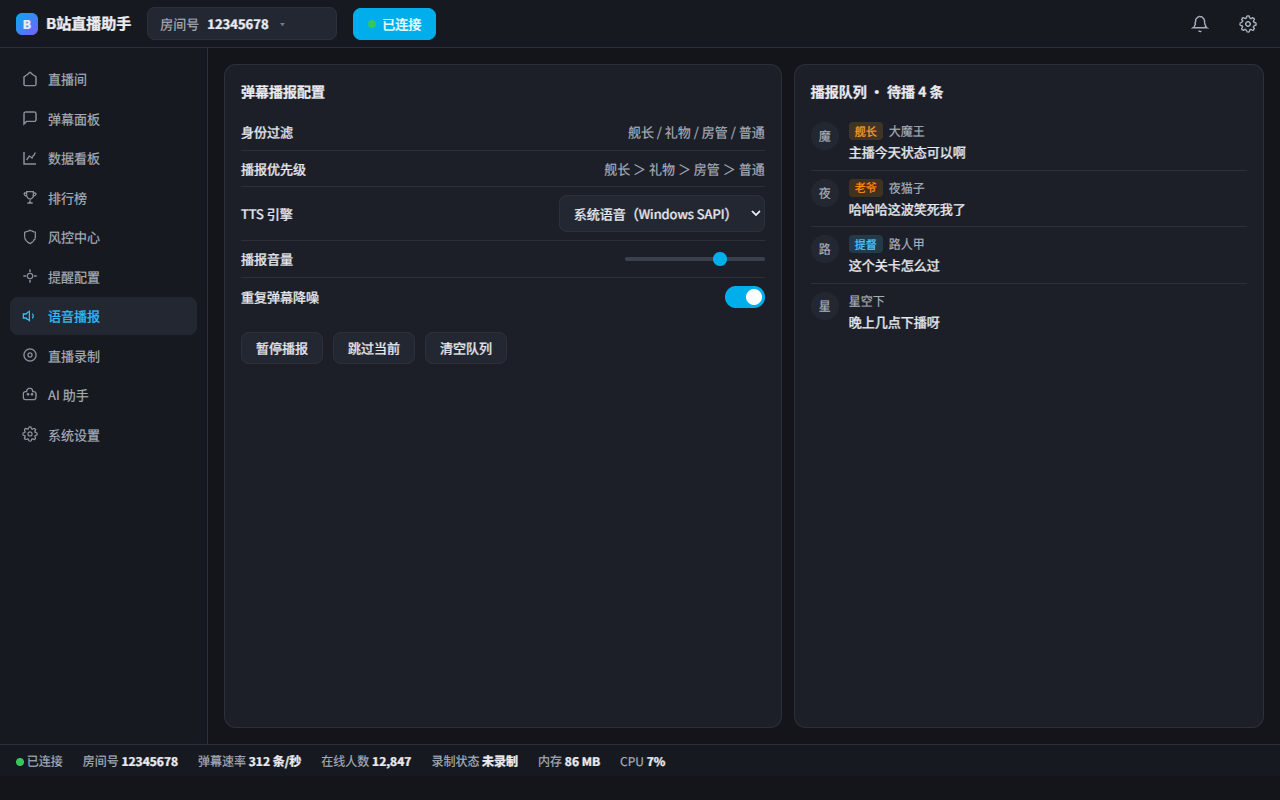 B B站直播助手 房间号 12345678 已连接
直播间
弹幕面板
数据看板
排行榜
风控中心
提醒配置
语音播报
直播录制
AI 助手
系统设置
弹幕播报配置
身份过滤 舰长 / 礼物 / 房管 / 普通
播报优先级 舰长 > 礼物 > 房管 > 普通
TTS 引擎 系统语音（Windows SAPI）
播报音量
重复弹幕降噪
暂停播报 跳过当前 清空队列
播报队列 · 待播 4 条
魔 舰长 大魔王
主播今天状态可以啊
夜 老爷 夜猫子
哈哈哈这波笑死我了
路 提督 路人甲
这个关卡怎么过
星 星空下
晚上几点下播呀
已连接 房间号 12345678 弹幕速率 312 条/秒 在线人数 12,847 录制状态 未录制 内存 86 MB CPU 7%